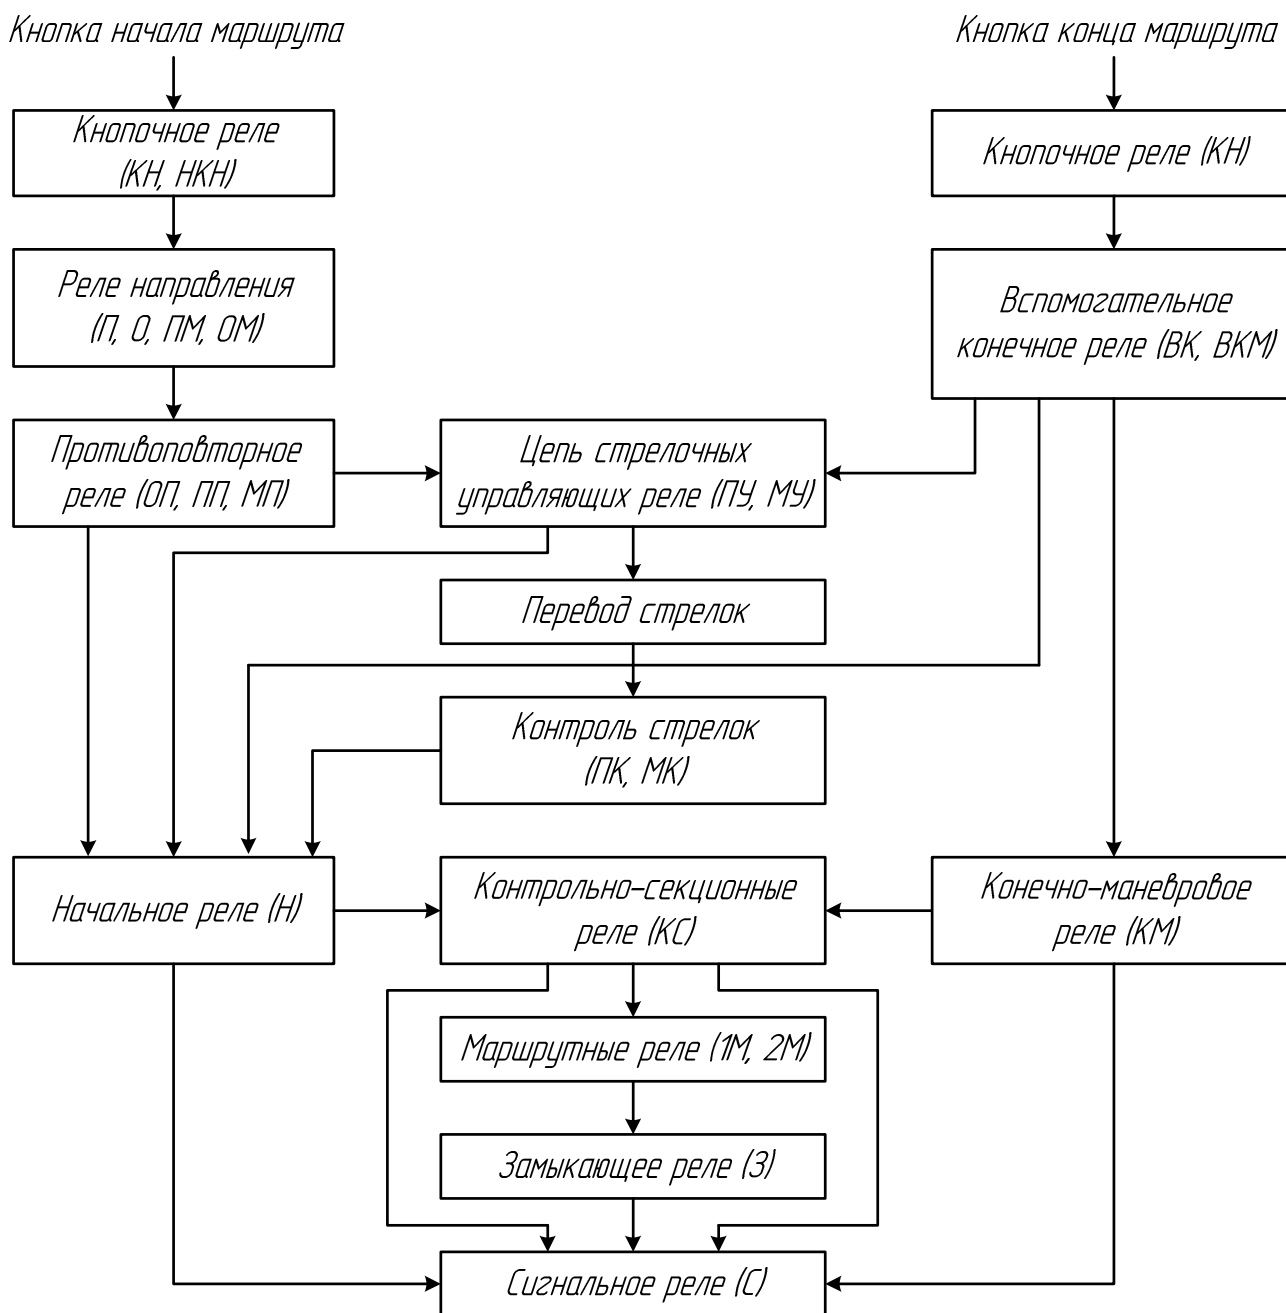 Кнопка начала маршрута
Кнопка конца маршрута
Кнопочное реле
(КН, НКН)
Кнопочное реле (КН)
Реле направления
(П, О, ПМ, ОМ)
Вспомогательное
конечное реле (ВК, ВКМ)
Противоповторное
реле (ОП, ПП, МП)
Цепь стрелочных
управляющих реле (ПУ, МУ)
Перевод стрелок
Контроль стрелок
(ПК, МК)
Начальное реле (Н)
Контрольно-секционные
реле (КС)
Конечно-маневровое
реле (КМ)
Маршрутные реле (1М, 2М)
Замыкающее реле (З)
Сигнальное реле (С)